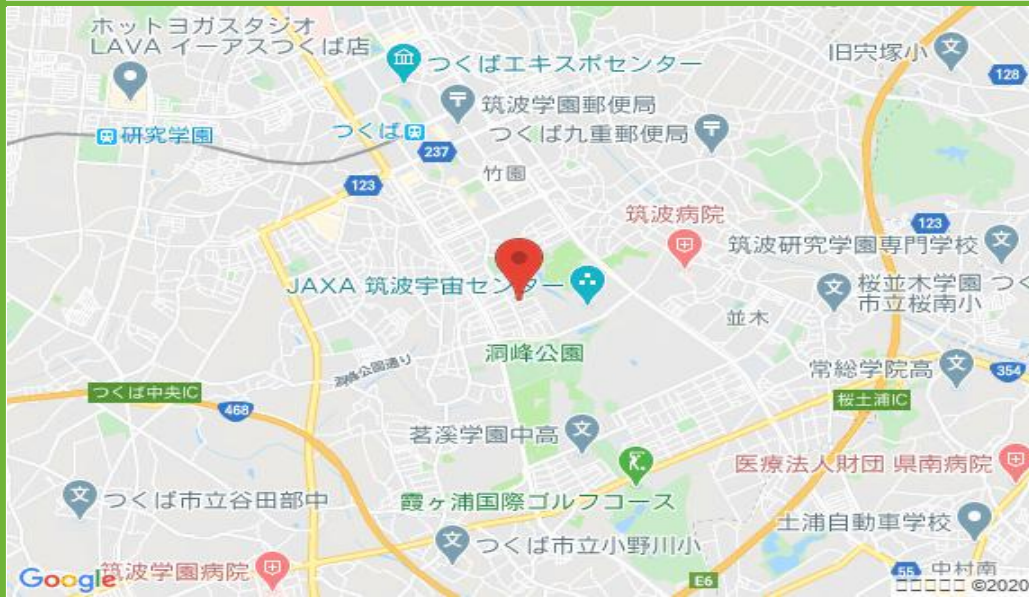 ホットヨガスタジオ
LAVA イーアスつくば店
つくばエキスポセンター
旧宍塚小
128
筑波学園郵便局
研究学園
つくば
つくば九重郵便局
237
竹園
123
筑波病院
123
筑波研究学園専門学校
JAXA 筑波宇宙センター
桜並木学園 つく
市立桜南小
並木
洞峰公園
洞峰公園通り
常総学院高
354
つくば中央IC
桜土浦IC
468
茗溪学園中高
医療法人財団 県南病院
つくば市立谷田部中
霞ヶ浦国際ゴルフコース
土浦自動車学校
つくば市立小野川小
Google
筑波学園病院
E6
55
中村南
©2020